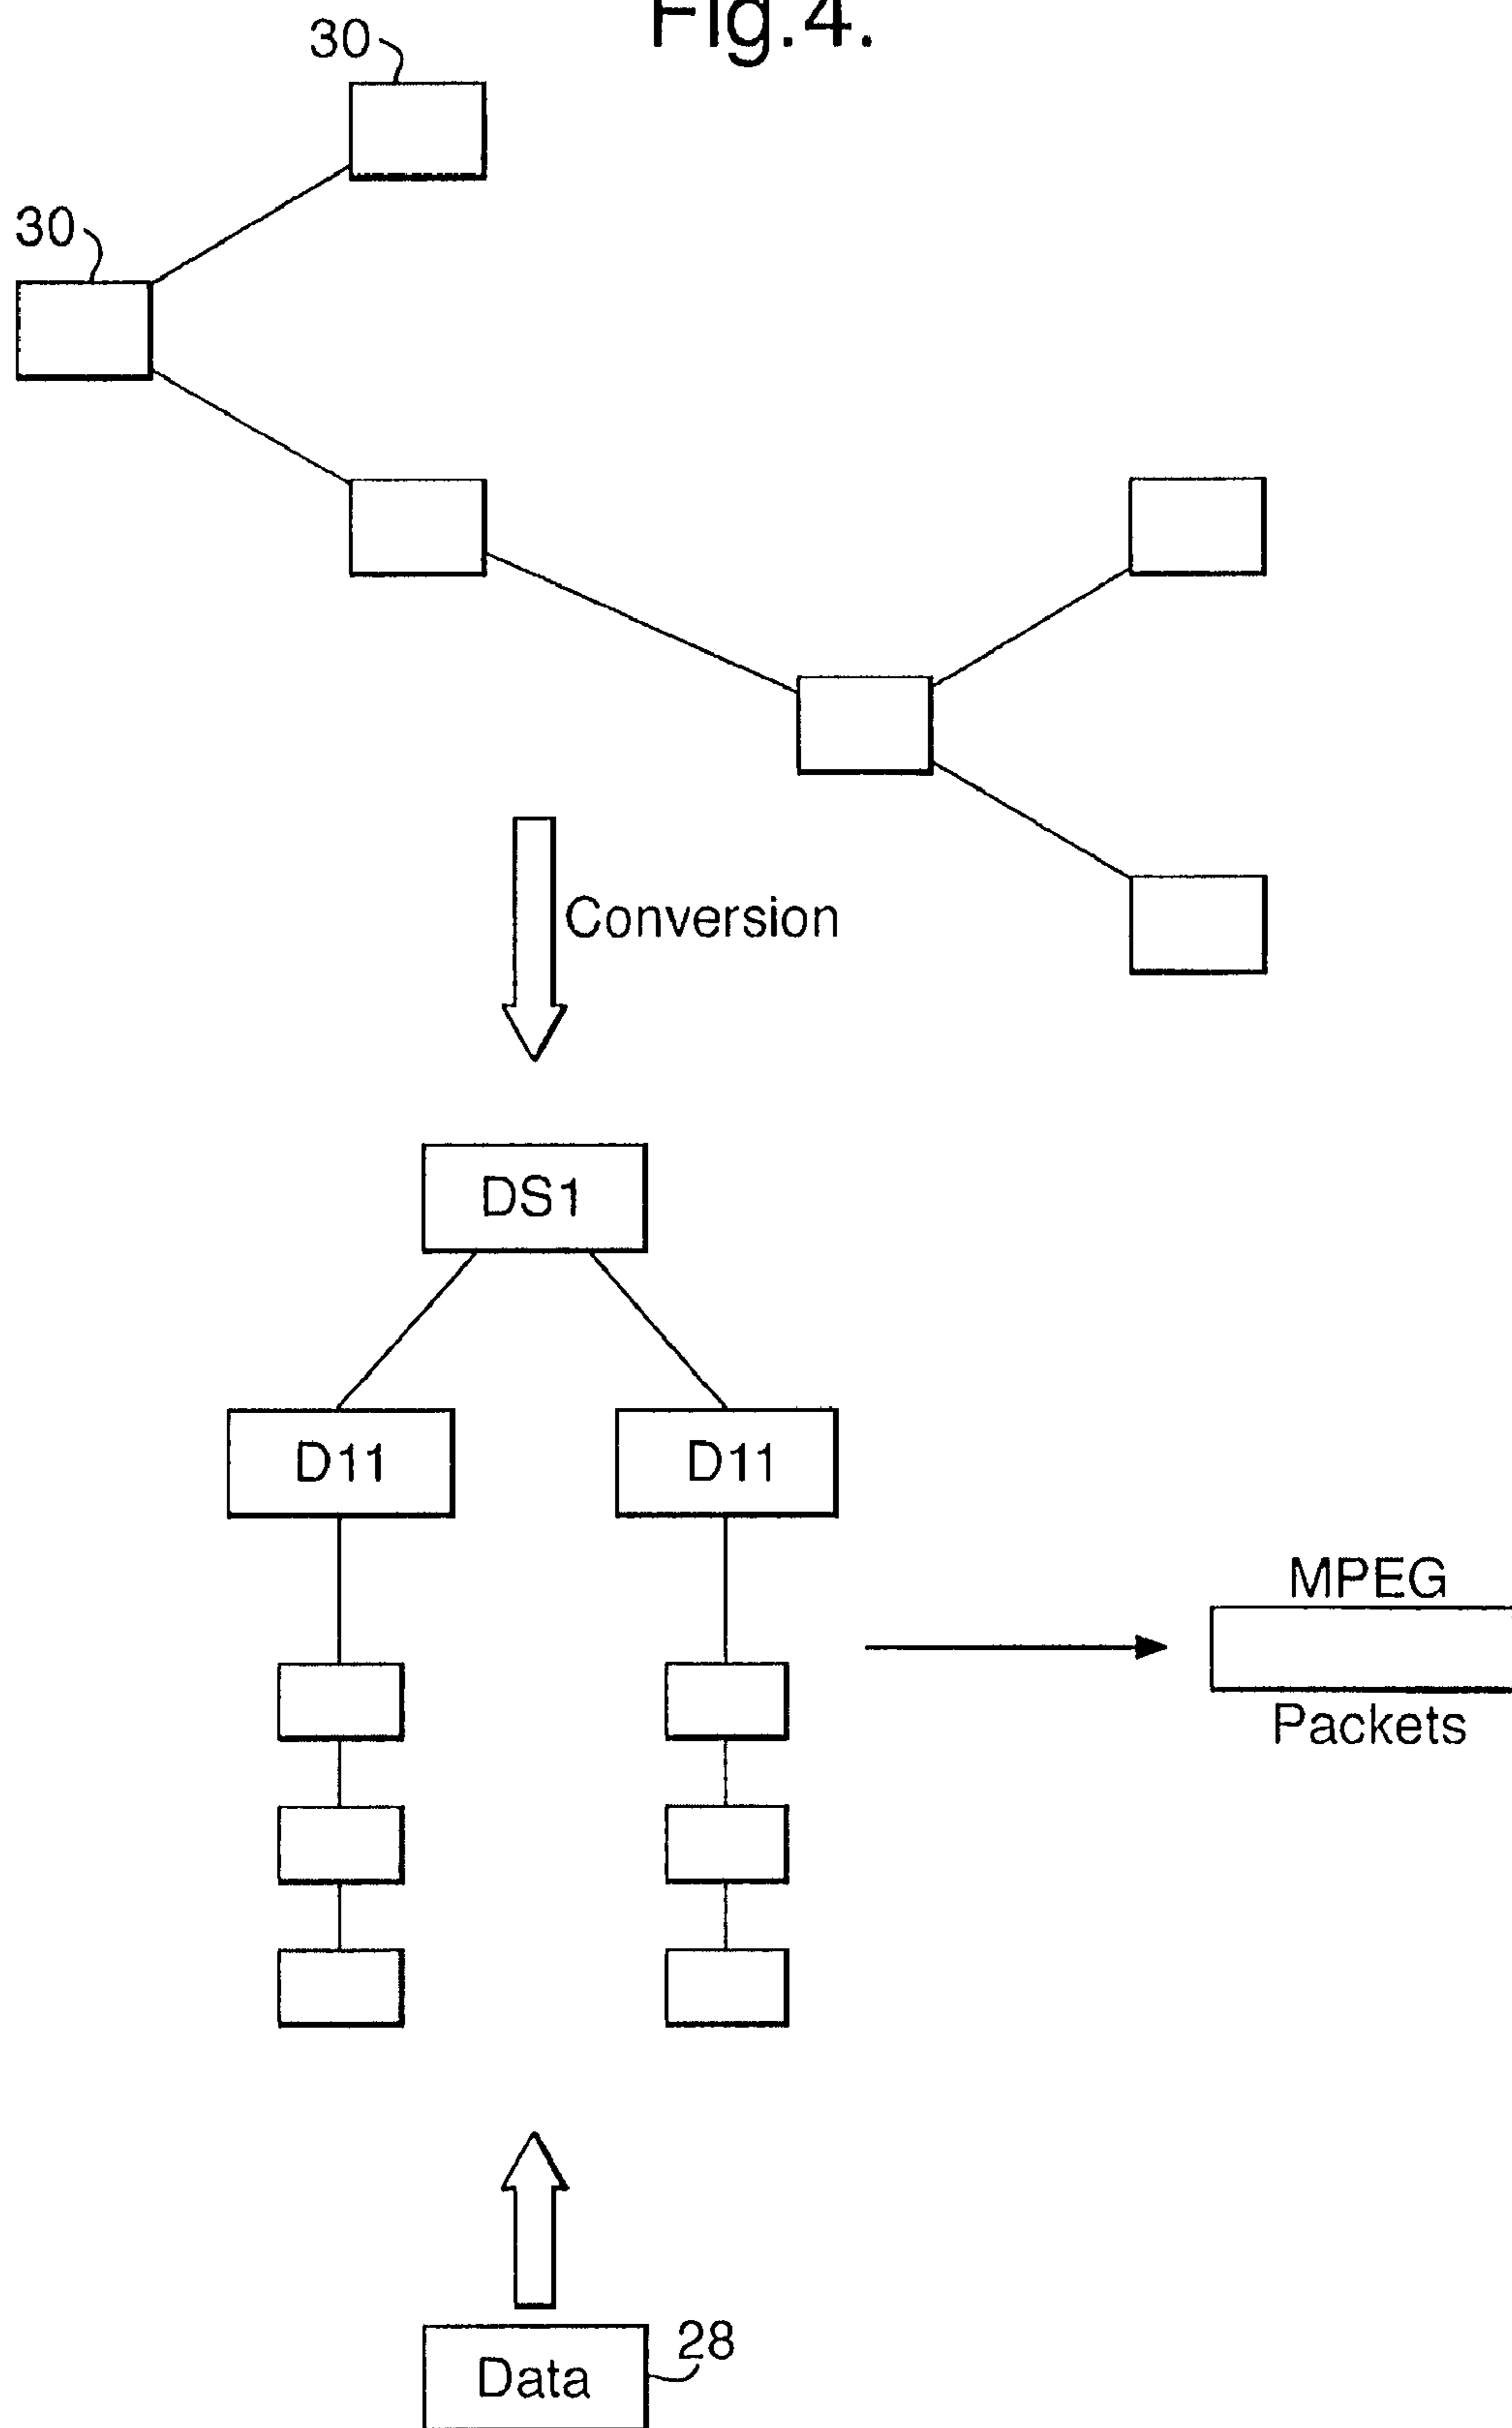 Fig.4.
30
30
Conversion
DS1
D11
D11
MPEG
Packets
28
Data